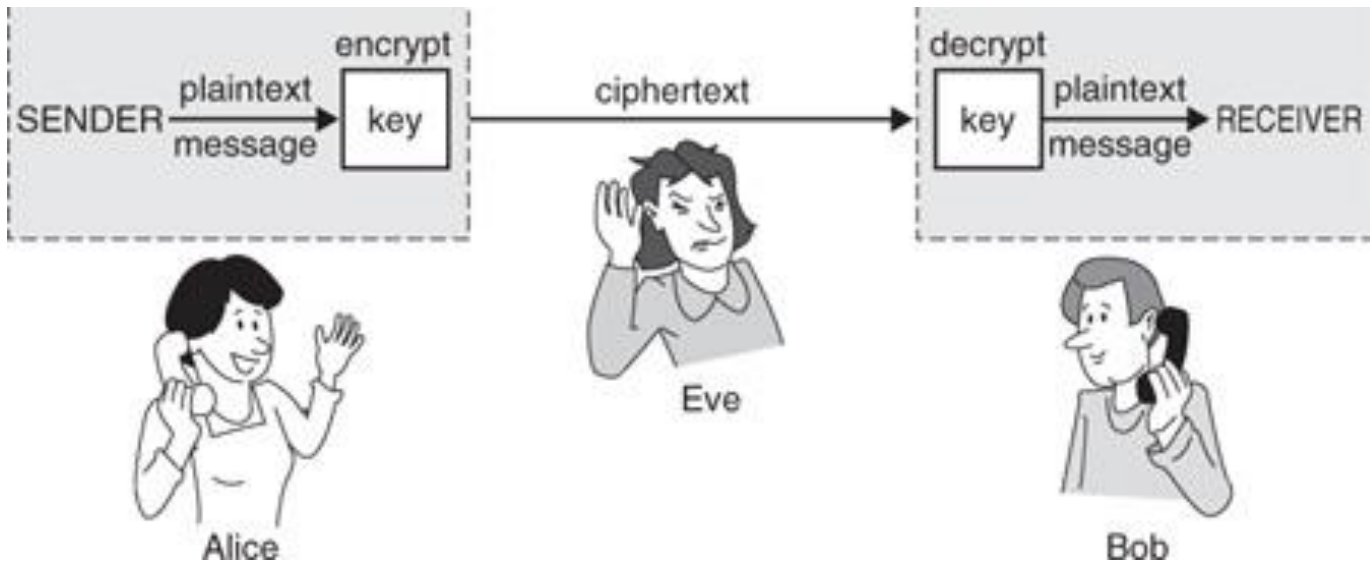 encrypt
decrypt
SENDER
plaintext
message
key
ciphertext
key
plaintext
message
RECEIVER
Eve
Alice
Bob